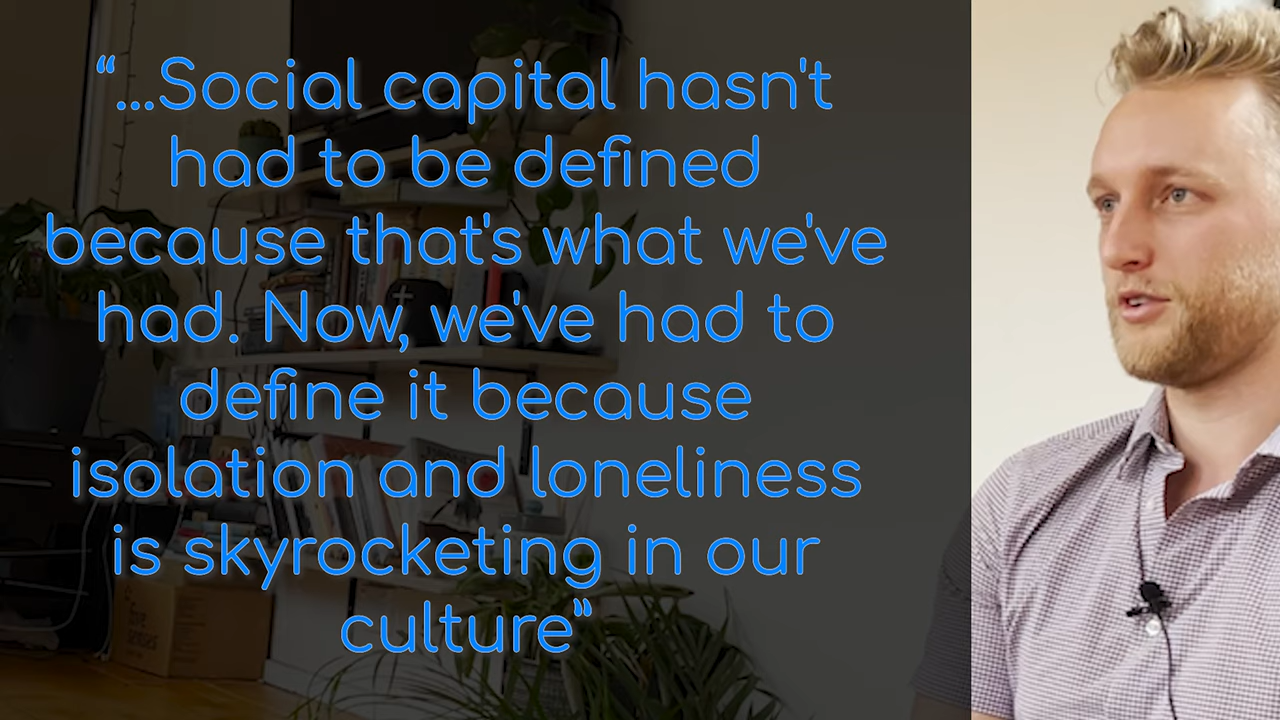 “...Social capital hasn't
had to be defined
because that's what we've
had. Now, we've had to
define it because
isolation and loneliness
is skyrocketing in our
culture”